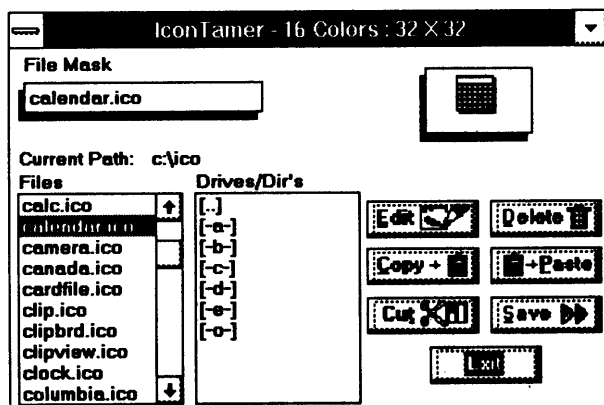 IconTamer - 16 Colors : 32 X 32
File Mask
calendar.ico
Current Path: c:\ico
Files
Drives/Dir's
calc.ico
calendar.ico
camera.ico
canada.ico
cardfile.ico
clip.ico
clipbrd.ico
clipview.ico
clock.ico
columbia.ico
[..]
[-a-]
[-b-]
[-c-]
[-d-]
[-e-]
[-o-]
Edit
Delete
Copy
Paste
Cut
Save
Exit